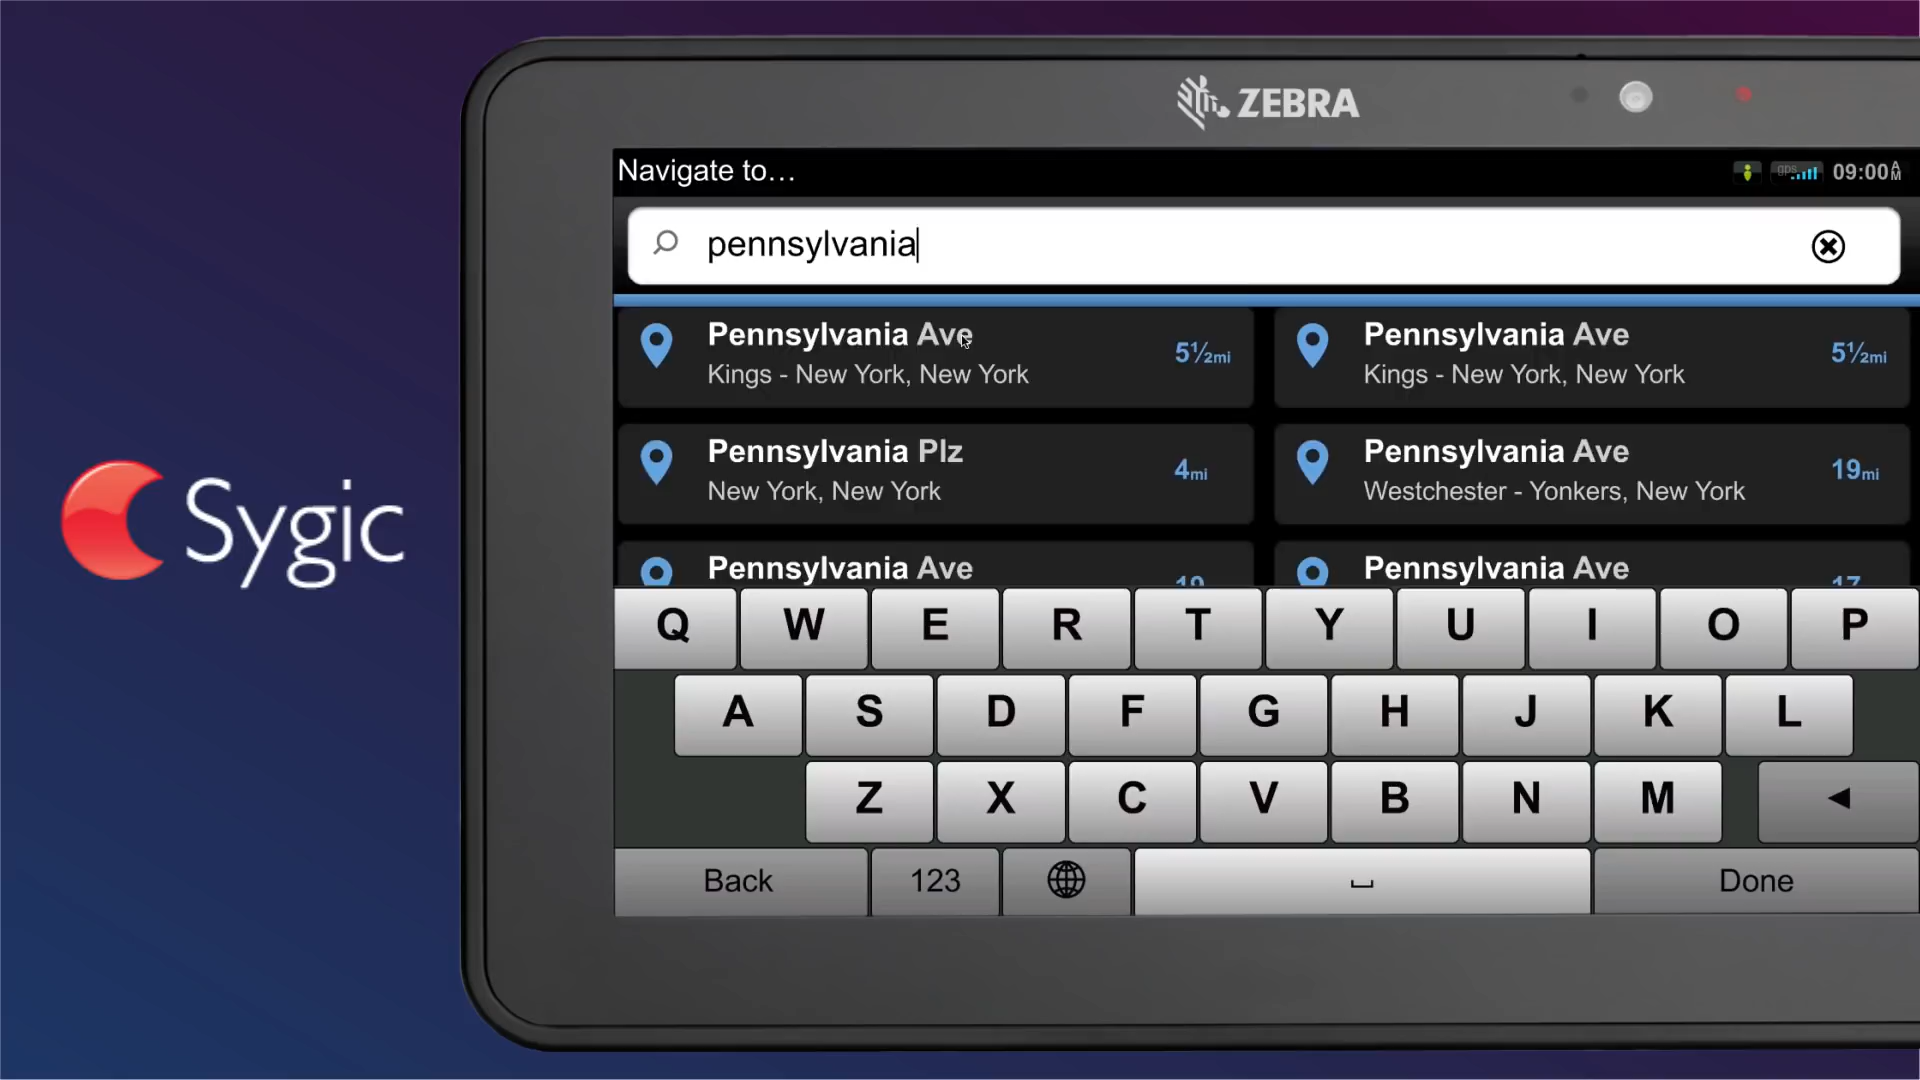 ZEBRA
Navigate to...
gps
09:00 AM
pennsylvania
Pennsylvania Ave
Kings - New York, New York
5½mi
Pennsylvania Ave
Kings - New York, New York
5½mi
Pennsylvania Plz
New York, New York
4mi
Pennsylvania Ave
Westchester - Yonkers, New York
19mi
Pennsylvania Ave
Pennsylvania Ave
Q W E R T Y U I O P
A S D F G H J K L
Z X C V B N M
Back 123 Done
Sygic